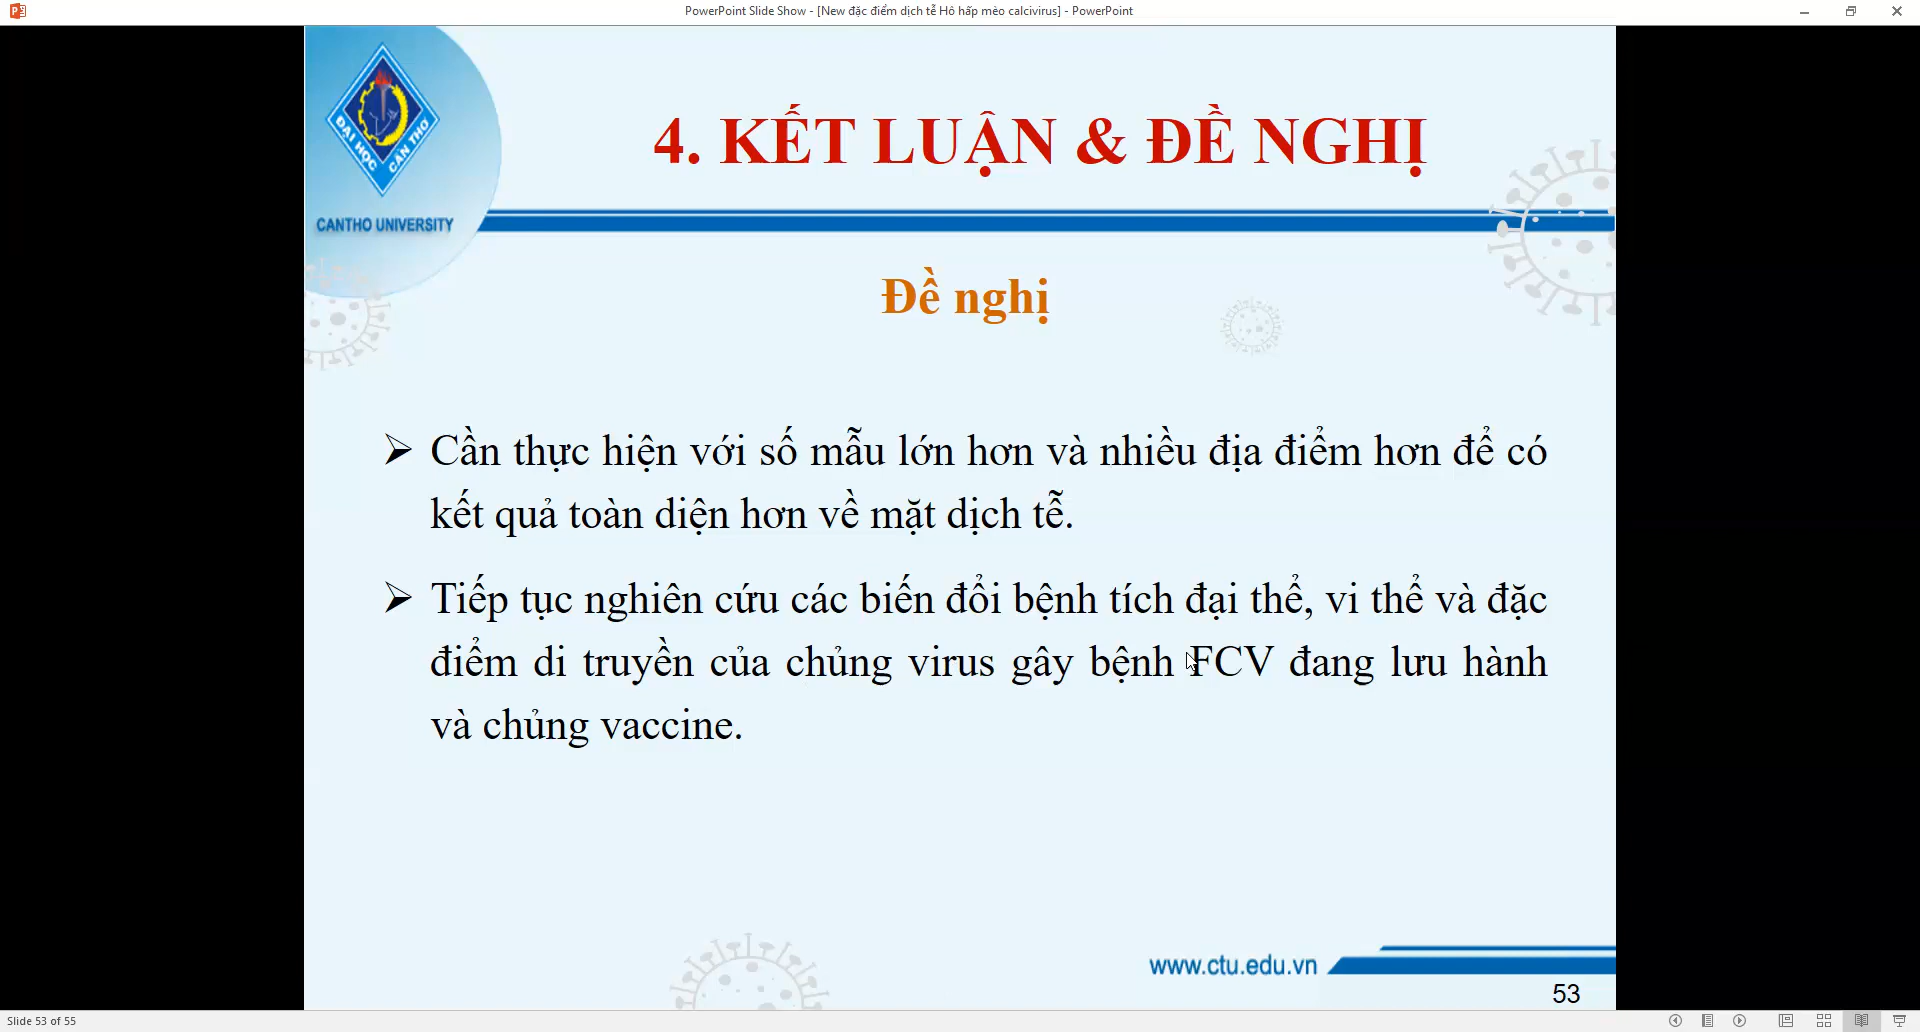 PowerPoint Slide Show - [New đặc điểm dịch tễ Hô hấp mèo calcivirus] - PowerPoint
ĐẠI HỌC CẦN THƠ
CANTHO UNIVERSITY
4. KẾT LUẬN & ĐỀ NGHỊ
Đề nghị
➢ Cần thực hiện với số mẫu lớn hơn và nhiều địa điểm hơn để có
kết quả toàn diện hơn về mặt dịch tễ.
➢ Tiếp tục nghiên cứu các biến đổi bệnh tích đại thể, vi thể và đặc
điểm di truyền của chủng virus gây bệnh FCV đang lưu hành
và chủng vaccine.
www.ctu.edu.vn
53
Slide 53 of 55